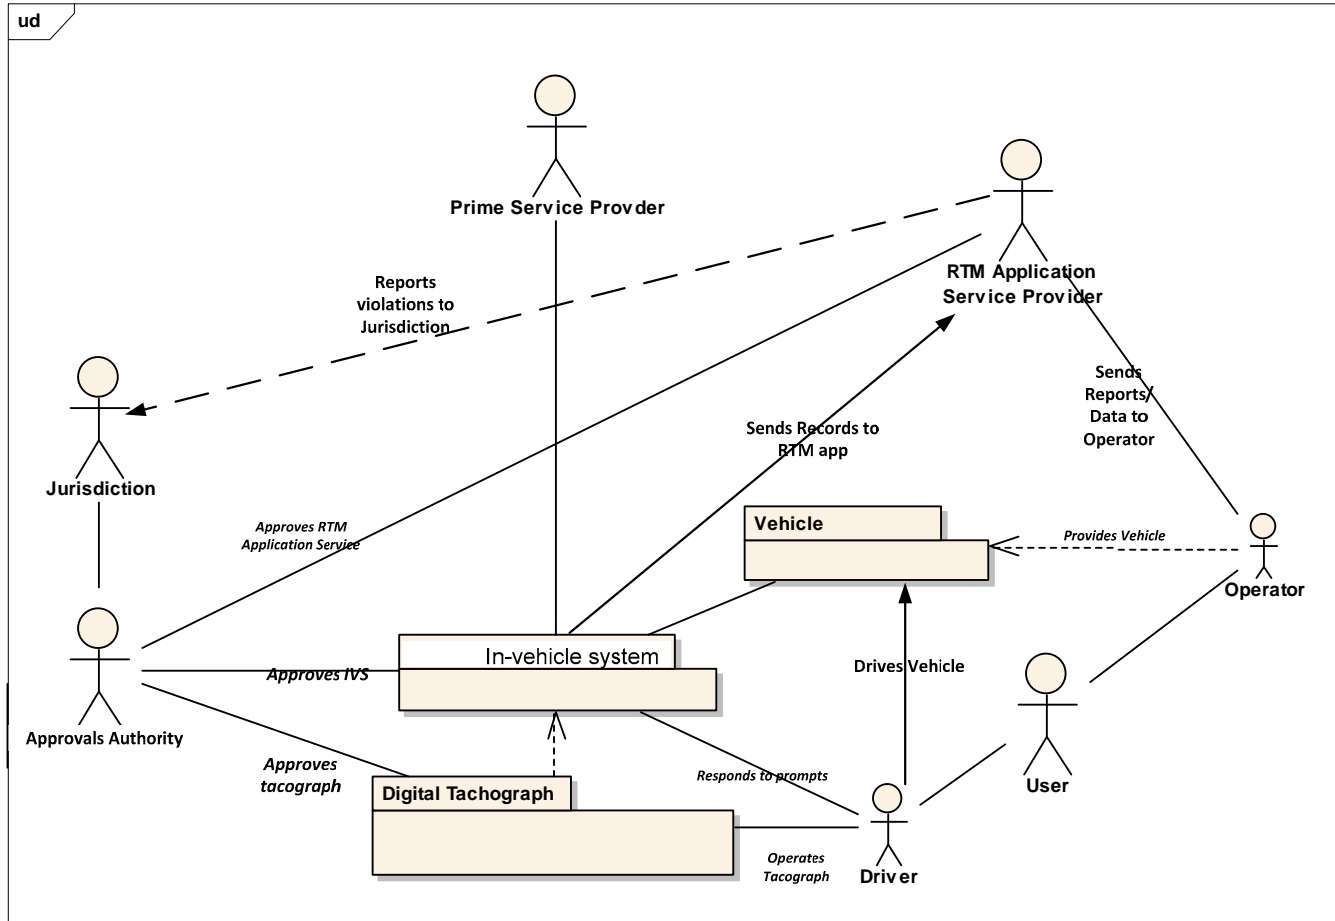 ud
Prime Service Provder
RTM Application
Service Provider
Reports
violations to
Jurisdiction
Sends
Reports/
Data to
Operator
Sends Records to
RTM app
Jurisdiction
Approves RTM
Application Service
Vehicle
Provides Vehicle
Operator
In-vehicle system
Approves IVS
Drives Vehicle
Approvals Authority
Approves
tacograph
Responds to prompts
User
Digital Tachograph
Operates
Tacograph
Driver